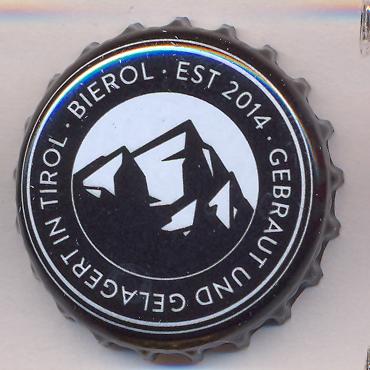 BIEROL · EST 2014 · GEBRAUT UND GELAGERT IN TIROL ·